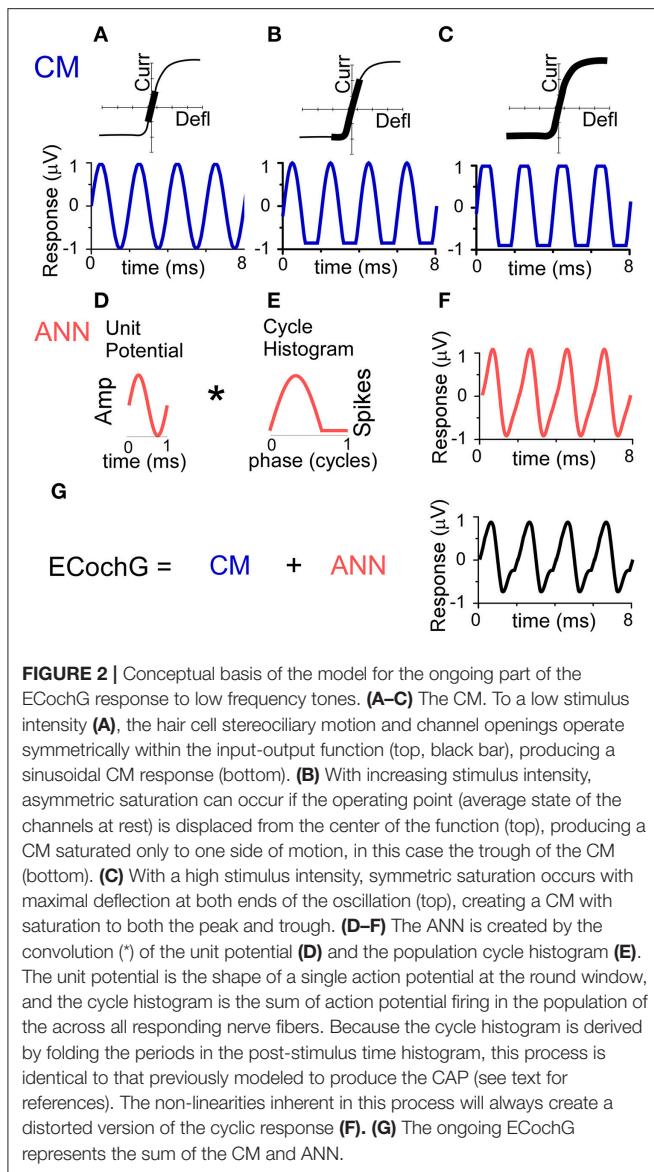 A
B
C
CM
Curr
Defl
Curr
Defl
Curr
Defl
Response (μV)
1
0
-1
0
time (ms)
8
1
0
-1
0
time (ms)
8
1
0
-1
0
time (ms)
8
D
E
F
ANN
Unit
Potential
Amp
0
1
time (ms)
*
Cycle
Histogram
Spikes
0
1
phase (cycles)
Response (μV)
1
0
-1
0
time (ms)
8
G
ECochG = CM + ANN
Response (μV)
1
0
-1
0
time (ms)
8
FIGURE 2 | Conceptual basis of the model for the ongoing part of the
ECochG response to low frequency tones. (A–C) The CM. To a low stimulus
intensity (A), the hair cell stereociliary motion and channel openings operate
symmetrically within the input-output function (top, black bar), producing a
sinusoidal CM response (bottom). (B) With increasing stimulus intensity,
asymmetric saturation can occur if the operating point (average state of the
channels at rest) is displaced from the center of the function (top), producing a
CM saturated only to one side of motion, in this case the trough of the CM
(bottom). (C) With a high stimulus intensity, symmetric saturation occurs with
maximal deflection at both ends of the oscillation (top), creating a CM with
saturation to both the peak and trough. (D–F) The ANN is created by the
convolution (*) of the unit potential (D) and the population cycle histogram (E).
The unit potential is the shape of a single action potential at the round window,
and the cycle histogram is the sum of action potential firing in the population of
the across all responding nerve fibers. Because the cycle histogram is derived
by folding the periods in the post-stimulus time histogram, this process is
identical to that previously modeled to produce the CAP (see text for
references). The non-linearities inherent in this process will always create a
distorted version of the cyclic response (F). (G) The ongoing ECochG
represents the sum of the CM and ANN.